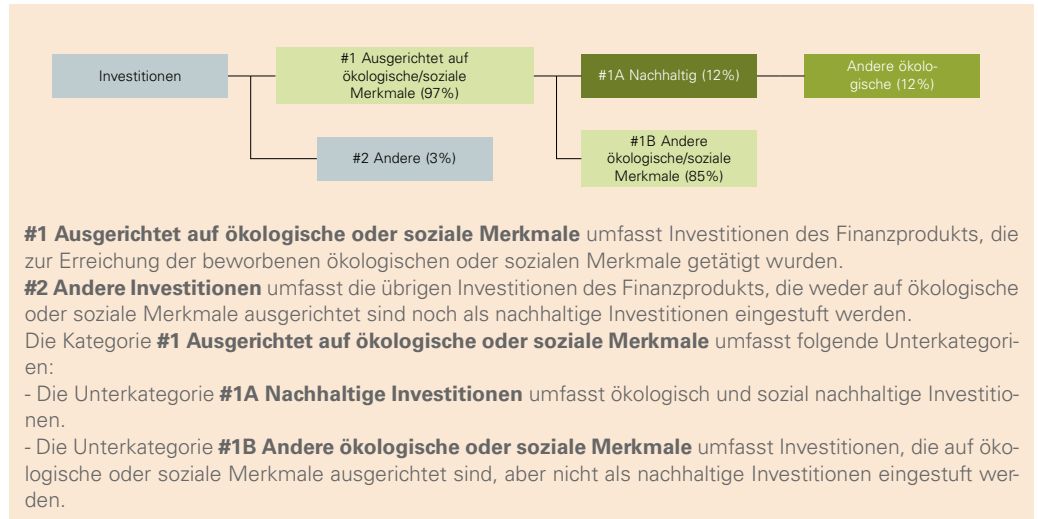 Investitionen
#1 Ausgerichtet auf
ökologische/soziale
Merkmale (97%)
#1A Nachhaltig (12%)
Andere ökolo-
gische (12%)
#2 Andere (3%)
#1B Andere
ökologische/soziale
Merkmale (85%)
#1 Ausgerichtet auf ökologische oder soziale Merkmale umfasst Investitionen des Finanzprodukts, die
zur Erreichung der beworbenen ökologischen oder sozialen Merkmale getätigt wurden.
#2 Andere Investitionen umfasst die übrigen Investitionen des Finanzprodukts, die weder auf ökologische
oder soziale Merkmale ausgerichtet sind noch als nachhaltige Investitionen eingestuft werden.
Die Kategorie #1 Ausgerichtet auf ökologische oder soziale Merkmale umfasst folgende Unterkategori-
en:
- Die Unterkategorie #1A Nachhaltige Investitionen umfasst ökologisch und sozial nachhaltige Investitio-
nen.
- Die Unterkategorie #1B Andere ökologische oder soziale Merkmale umfasst Investitionen, die auf öko-
logische oder soziale Merkmale ausgerichtet sind, aber nicht als nachhaltige Investitionen eingestuft wer-
den.